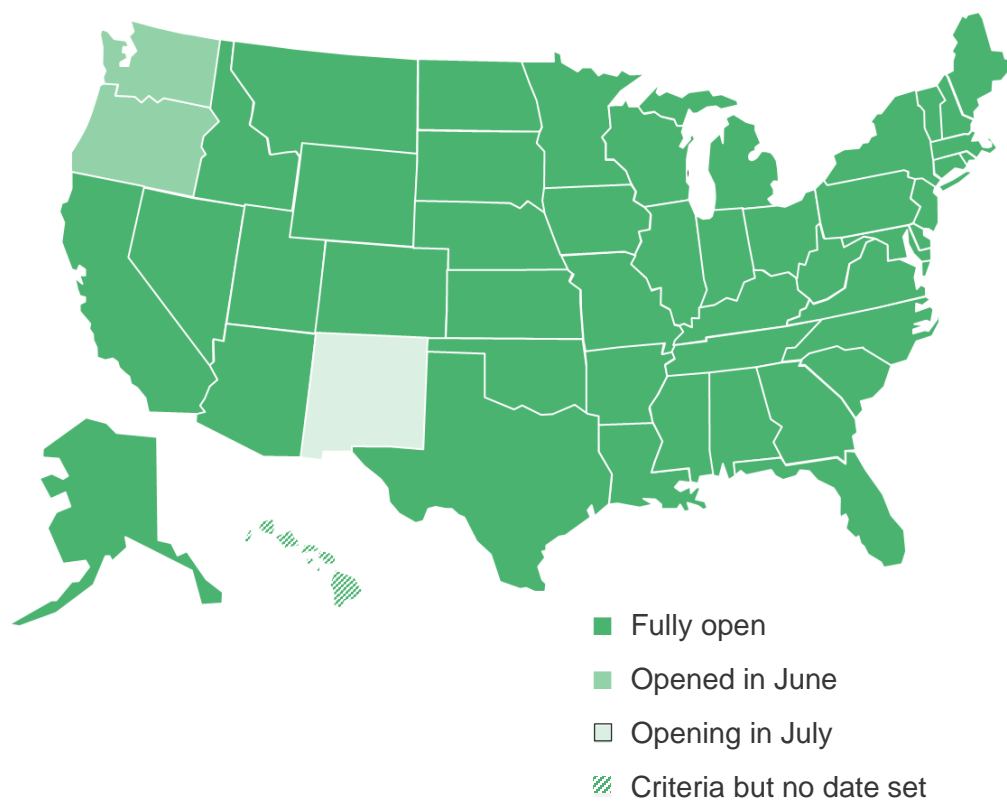 Fully open
Opened in June
Opening in July
Criteria but no date set